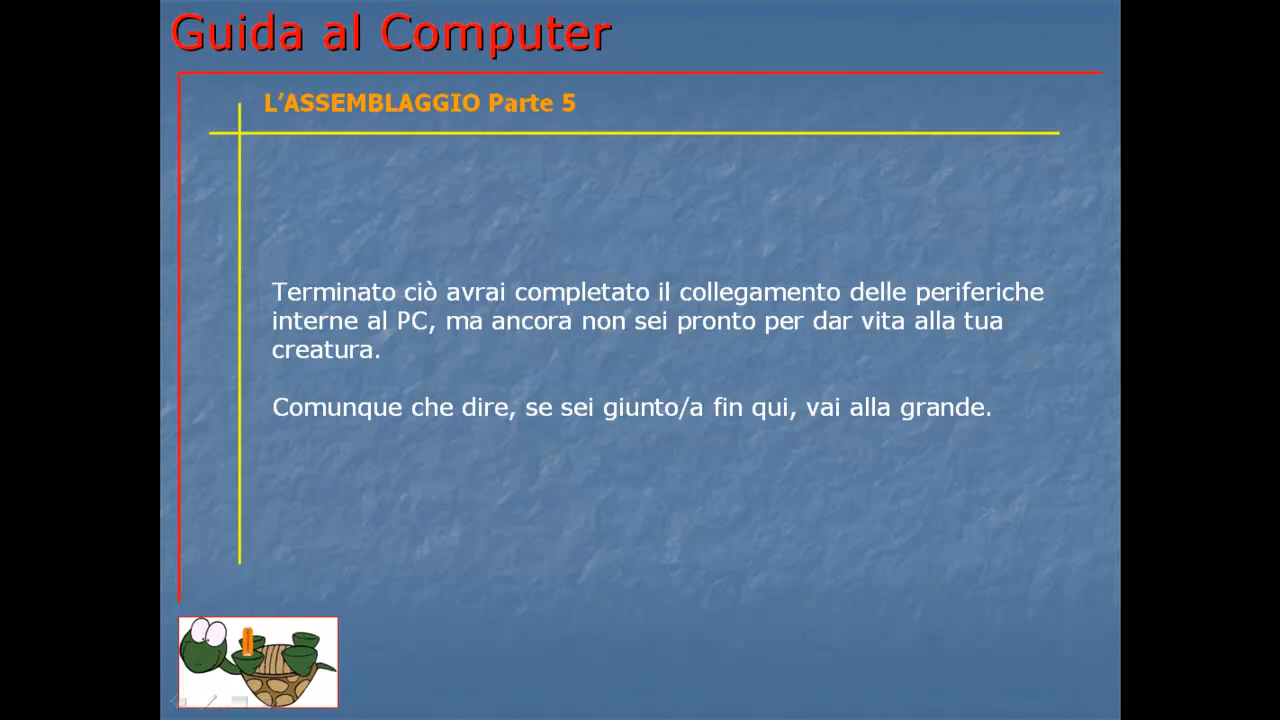 Guida al Computer
L'ASSEMBLAGGIO Parte 5
Terminato ciò avrai completato il collegamento delle periferiche
interne al PC, ma ancora non sei pronto per dar vita alla tua
creatura.
Comunque che dire, se sei giunto/a fin qui, vai alla grande.